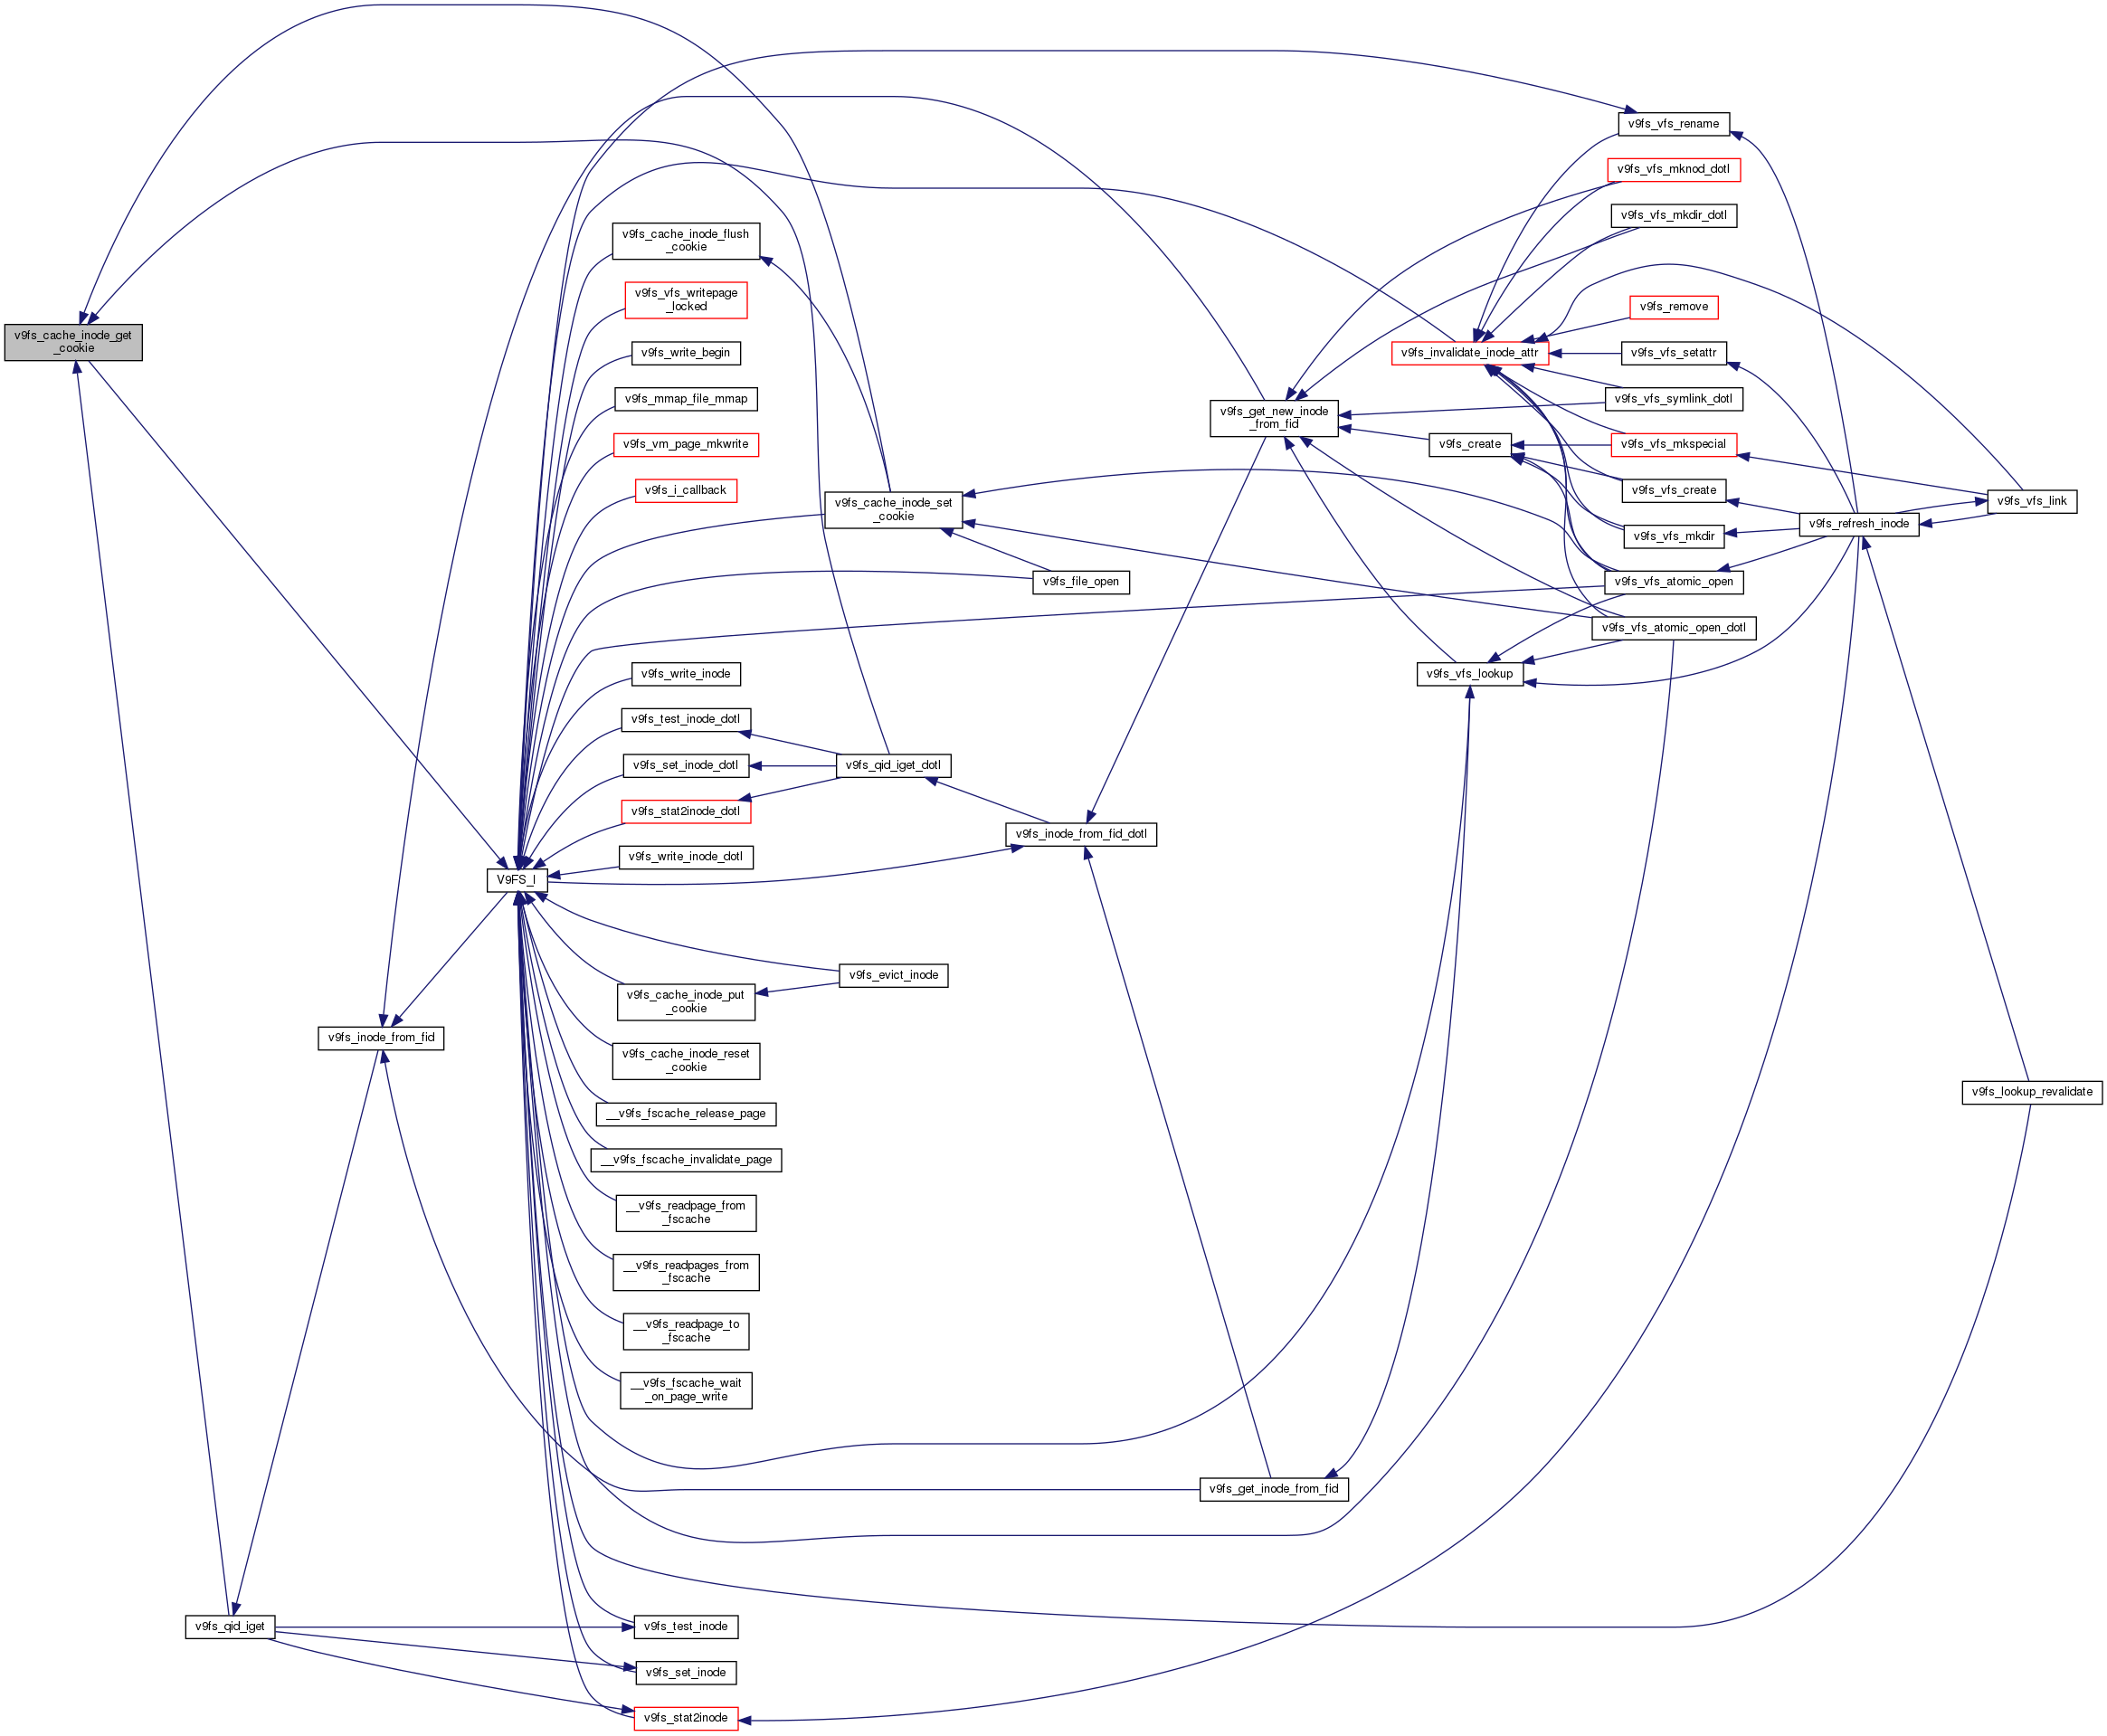 v9fs_cache_inode_get
_cookie
v9fs_qid_iget
v9fs_inode_from_fid
V9FS_I
v9fs_cache_inode_flush
_cookie
v9fs_vfs_writepage
_locked
v9fs_write_begin
v9fs_mmap_file_mmap
v9fs_vm_page_mkwrite
v9fs_i_callback
v9fs_write_inode
v9fs_test_inode_dotl
v9fs_set_inode_dotl
v9fs_stat2inode_dotl
v9fs_write_inode_dotl
v9fs_cache_inode_put
_cookie
v9fs_cache_inode_reset
_cookie
__v9fs_fscache_release_page
__v9fs_fscache_invalidate_page
__v9fs_readpage_from
_fscache
__v9fs_readpages_from
_fscache
__v9fs_readpage_to
_fscache
__v9fs_fscache_wait
_on_page_write
v9fs_test_inode
v9fs_set_inode
v9fs_stat2inode
v9fs_cache_inode_set
_cookie
v9fs_qid_iget_dotl
v9fs_evict_inode
v9fs_file_open
v9fs_inode_from_fid_dotl
v9fs_get_new_inode
_from_fid
v9fs_get_inode_from_fid
v9fs_invalidate_inode_attr
v9fs_create
v9fs_vfs_lookup
v9fs_vfs_rename
v9fs_vfs_mknod_dotl
v9fs_vfs_mkdir_dotl
v9fs_remove
v9fs_vfs_setattr
v9fs_vfs_symlink_dotl
v9fs_vfs_mkspecial
v9fs_vfs_create
v9fs_vfs_mkdir
v9fs_vfs_atomic_open
v9fs_vfs_atomic_open_dotl
v9fs_refresh_inode
v9fs_vfs_link
v9fs_lookup_revalidate